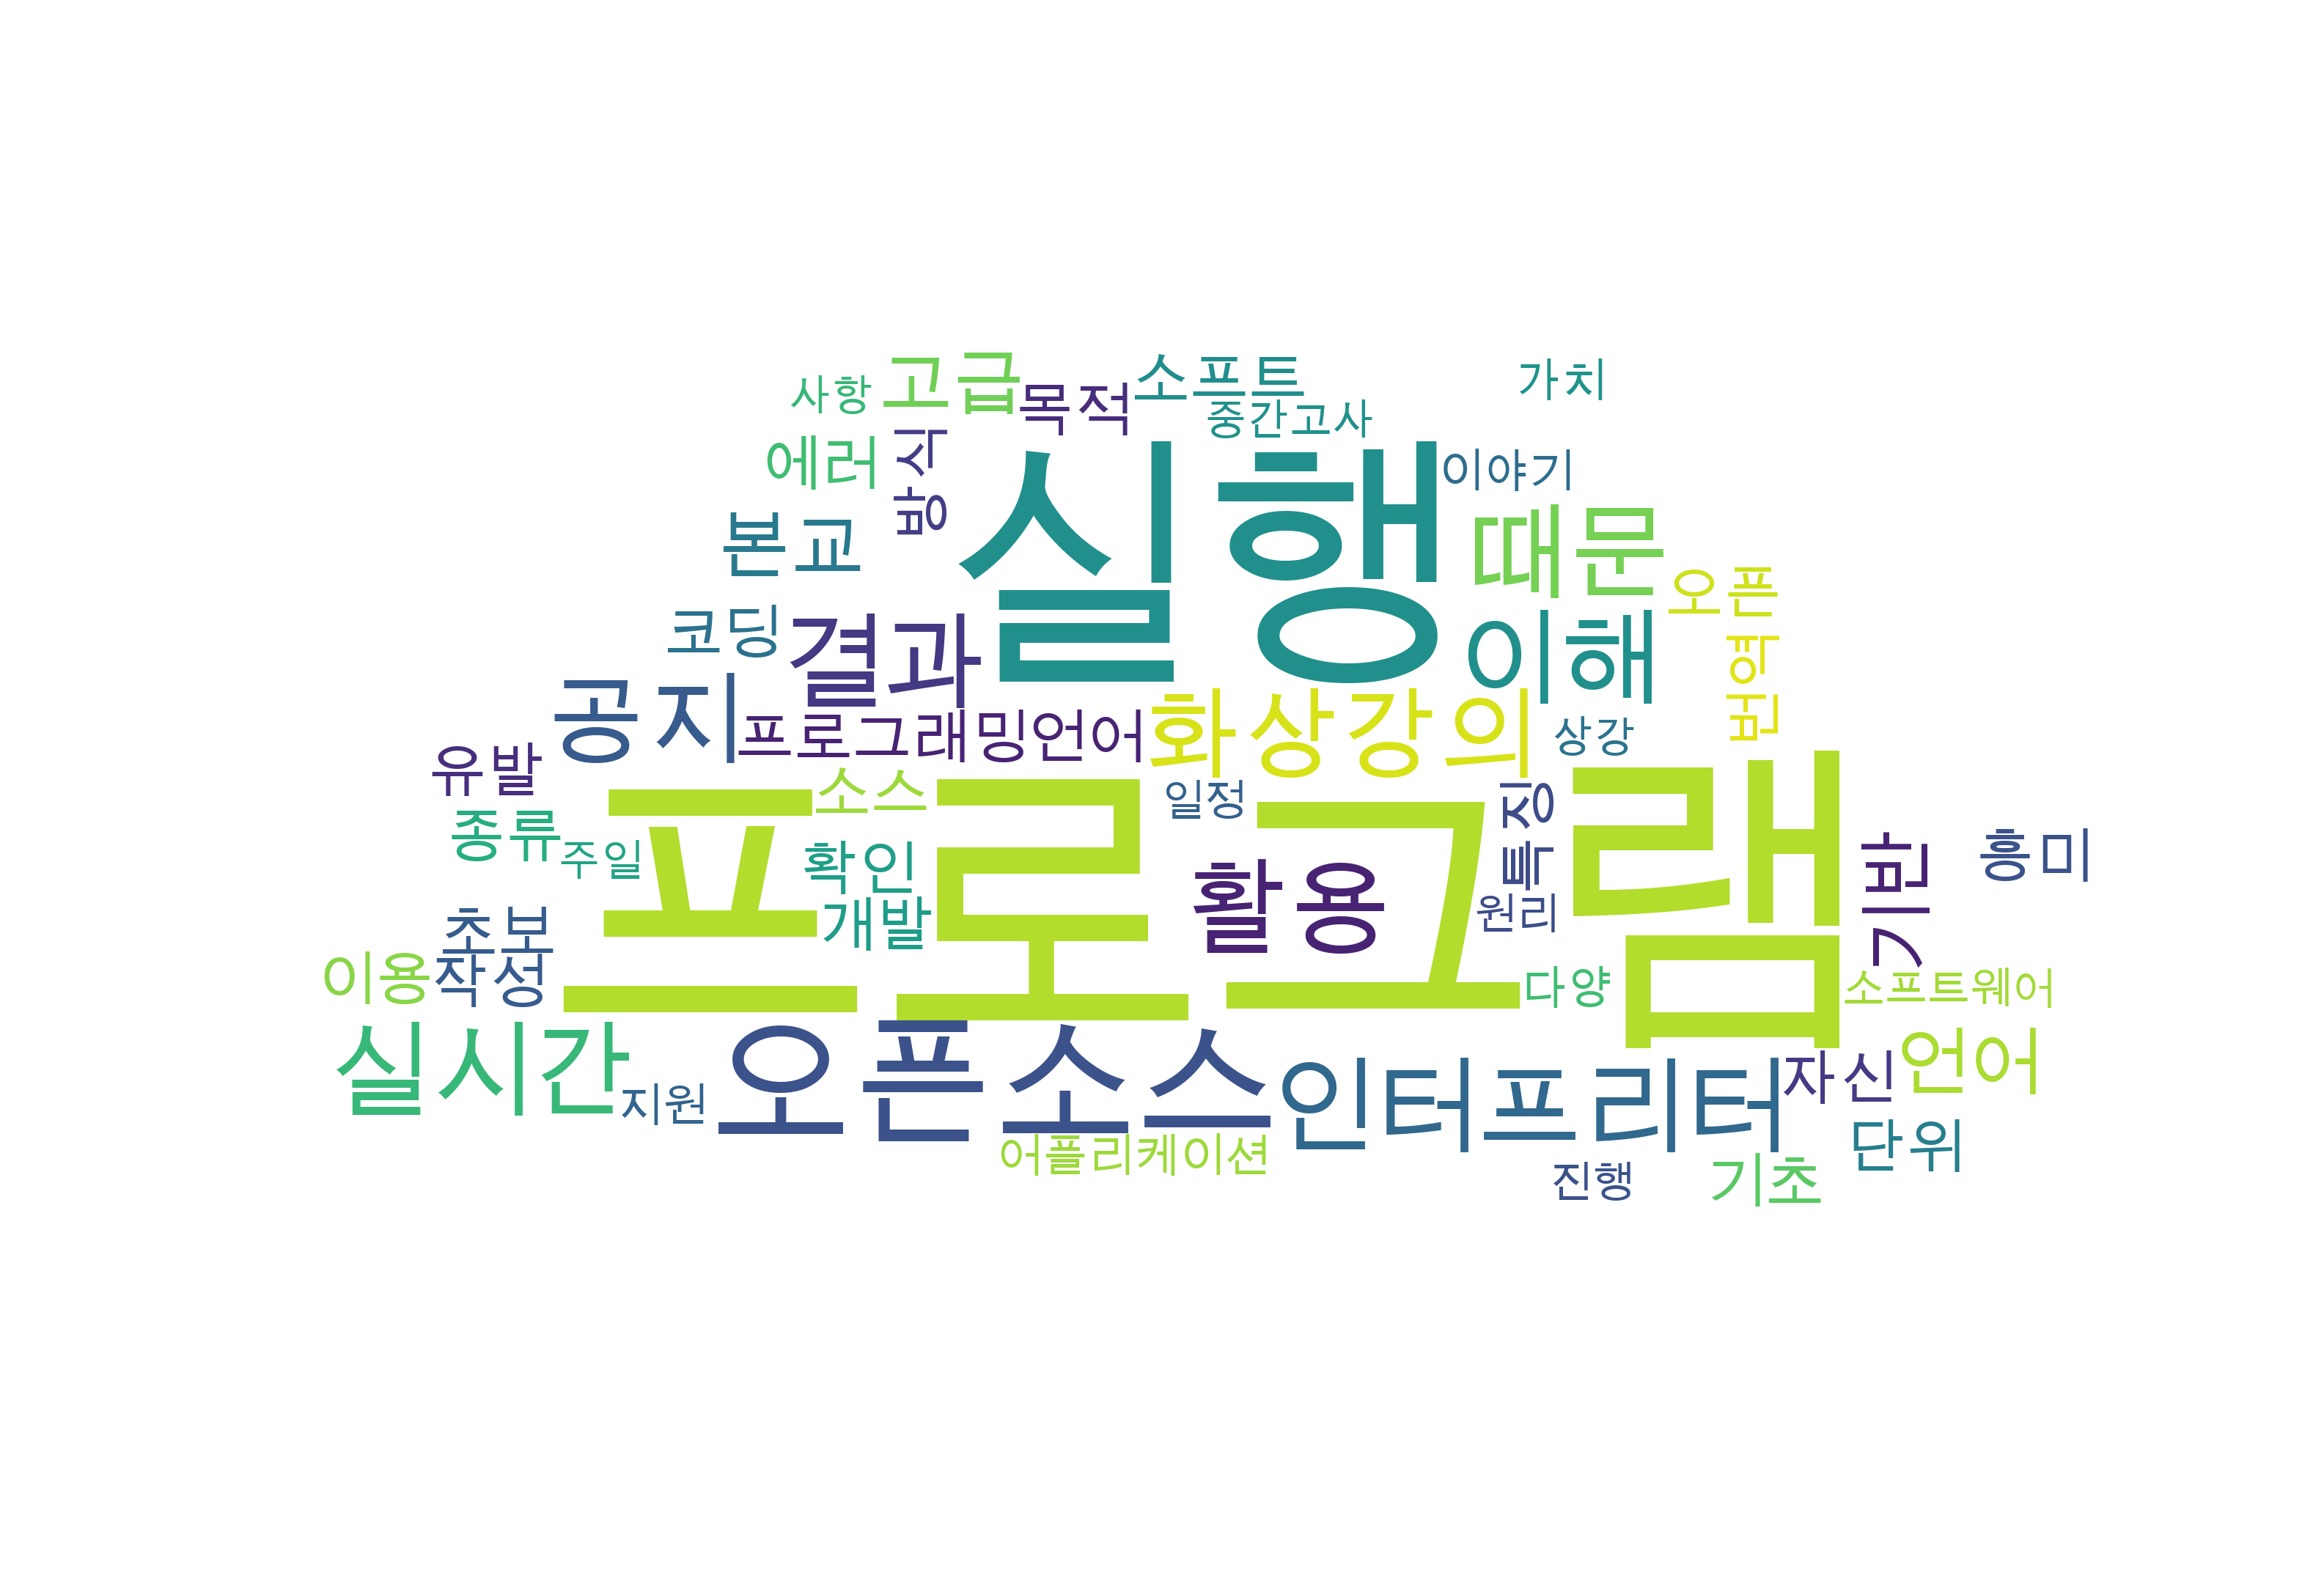 고급
소프트
가치
사항
목적
중간고사
에러
방식
실행
이야기
본교
때문
오픈
코딩
결과
이해
번역
공지
프로그래밍언어
화상강의
상강
유발
소스
일정
특정
프로그램
종류
주일
확인
활용
기반
흥미
초보
개발
원리
이용
작성
다양
소프트웨어
실시간
오픈소스
인터프리터
자신
언어
지원
어플리케이션
단위
진행
기초